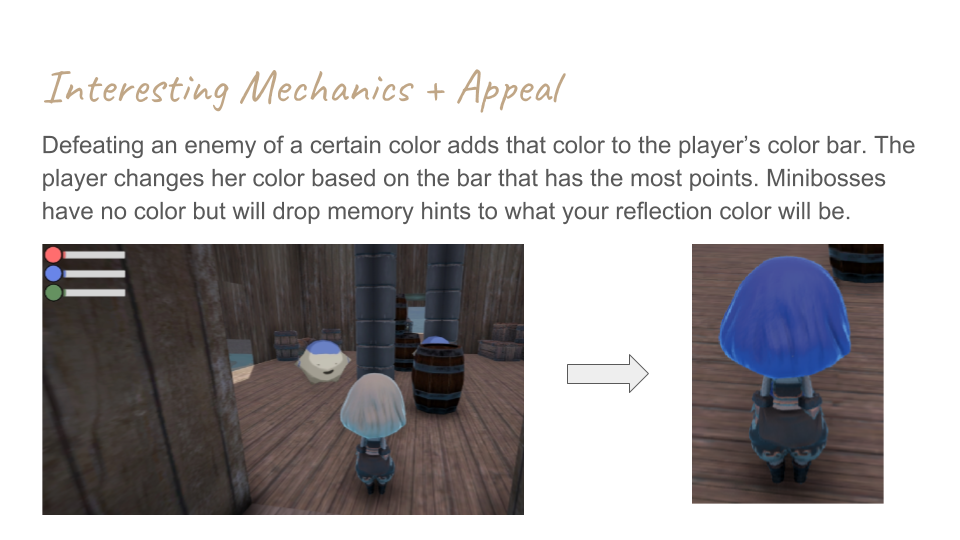 Interesting Mechanics + Appeal
Defeating an enemy of a certain color adds that color to the player’s color bar. The
player changes her color based on the bar that has the most points. Minibosses
have no color but will drop memory hints to what your reflection color will be.